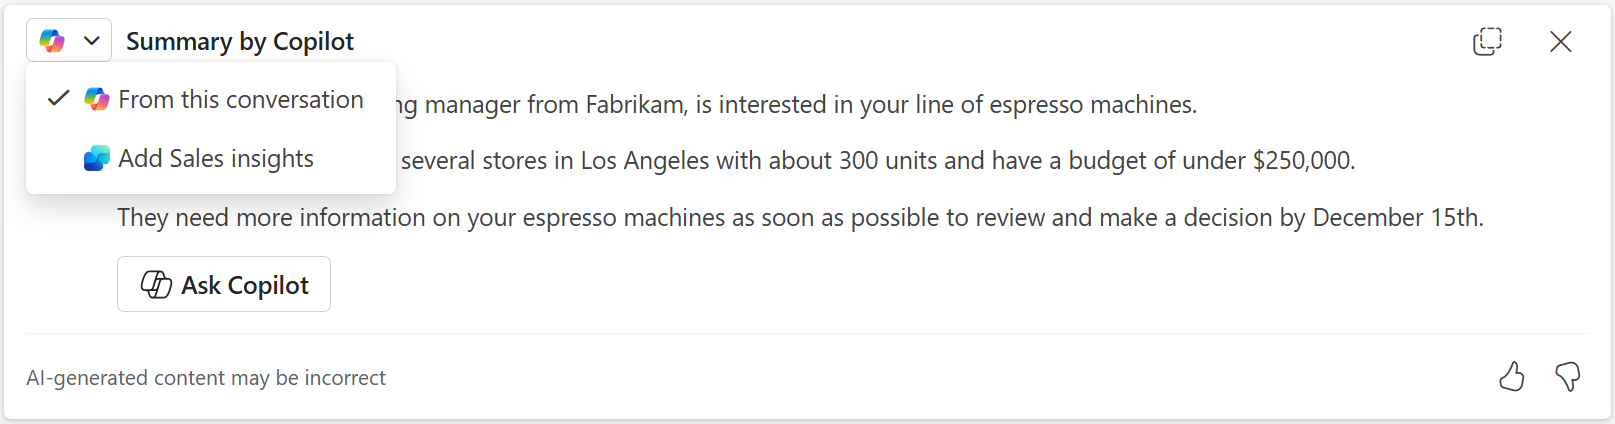 Summary by Copilot
From this conversation
manager from Fabrikam, is interested in your line of espresso machines.
Add Sales insights
several stores in Los Angeles with about 300 units and have a budget of under $250,000.
They need more information on your espresso machines as soon as possible to review and make a decision by December 15th.
Ask Copilot
AI-generated content may be incorrect